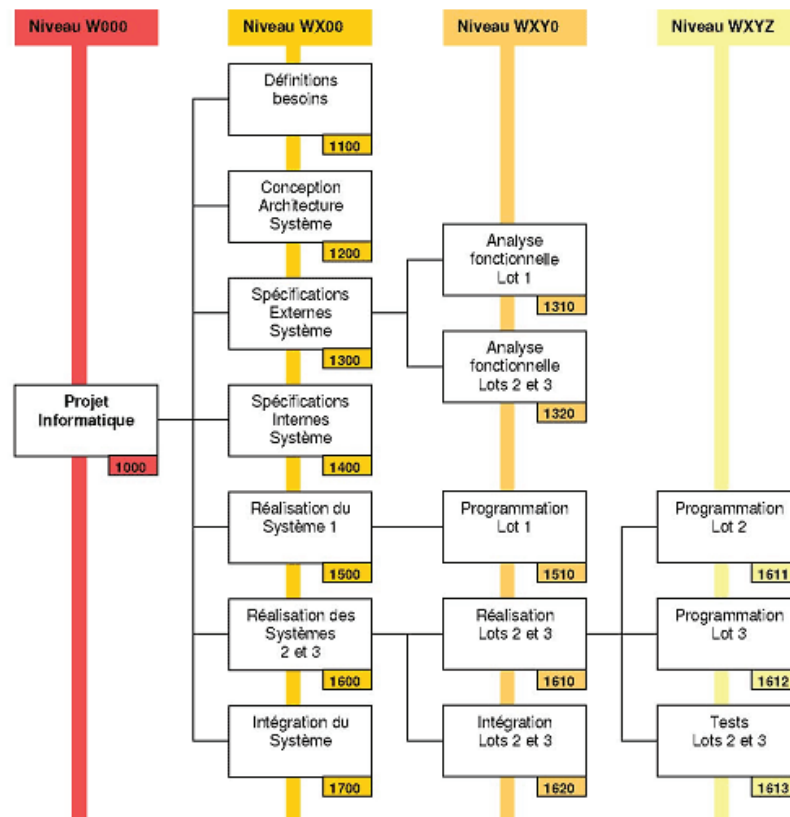 Niveau W000
Niveau WX00
Niveau WXY0
Niveau WXYZ
Définitions
besoins
1100
Conception
Architecture
Système
1200
Analyse
fonctionnelle
Lot 1
1310
Spécifications
Externes
Système
1300
Analyse
fonctionnelle
Lots 2 et 3
1320
Projet
Informatique
1000
Spécifications
Internes
Système
1400
Réalisation du
Système 1
1500
Programmation
Lot 1
1510
Programmation
Lot 2
1611
Réalisation des
Systèmes
2 et 3
1600
Réalisation
Lots 2 et 3
1610
Programmation
Lot 3
1612
Intégration du
Système
1700
Intégration
Lots 2 et 3
1620
Tests
Lots 2 et 3
1613